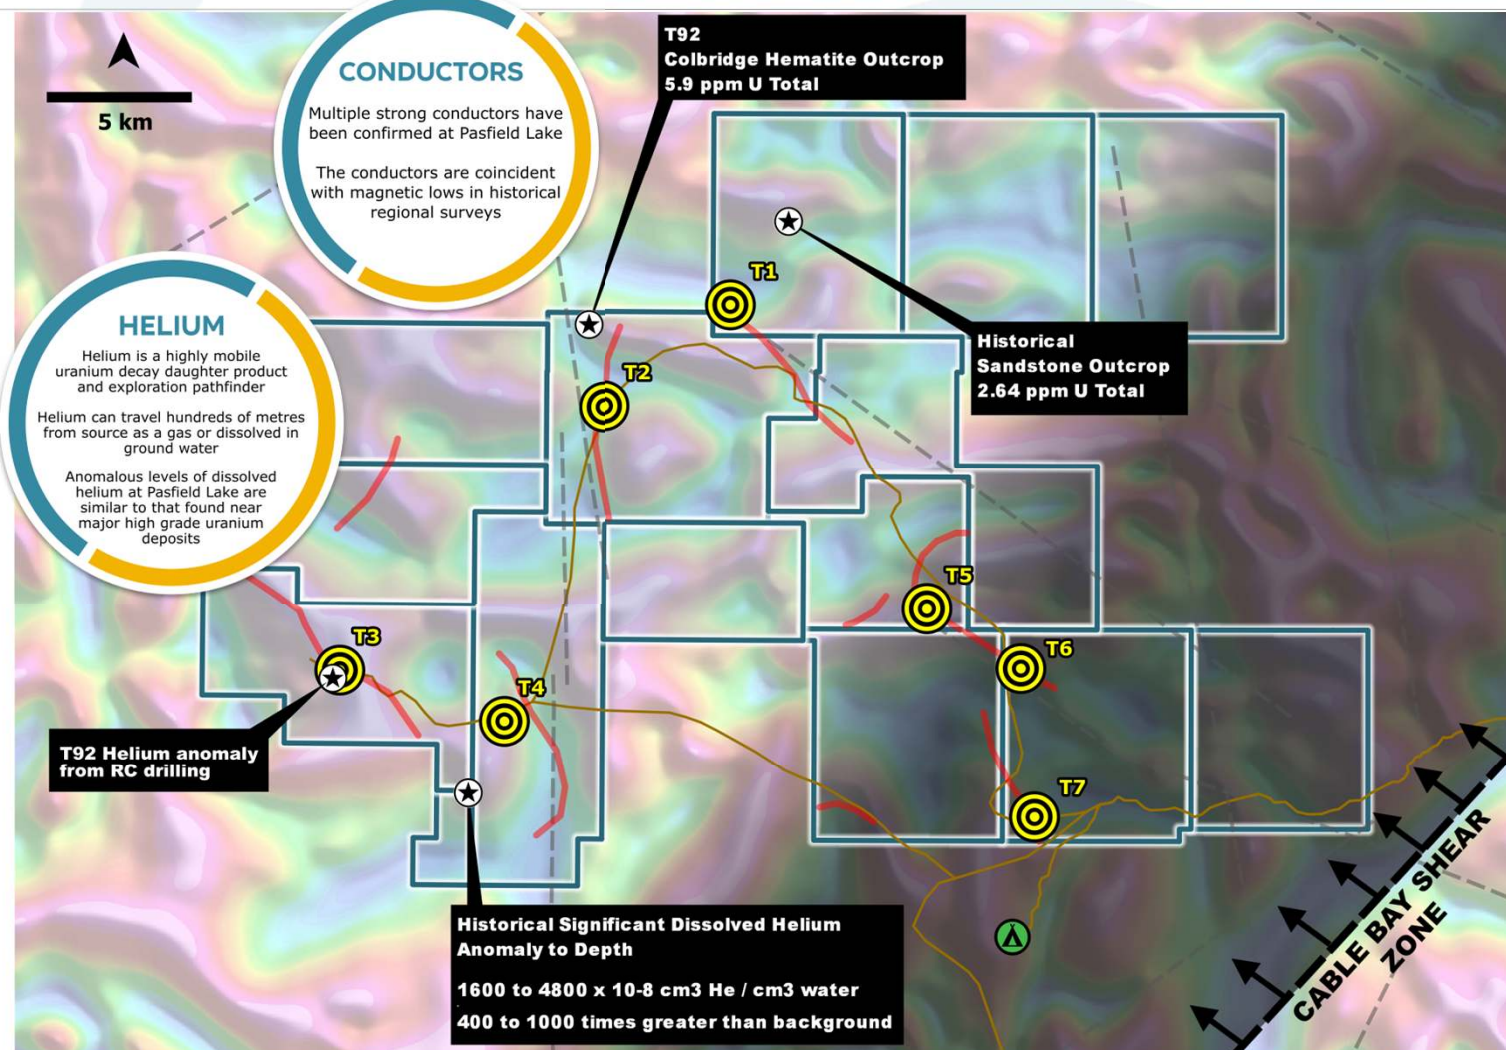 5 km
CONDUCTORS
Multiple strong conductors have
been confirmed at Pasfield Lake
The conductors are coincident
with magnetic lows in historical
regional surveys
T92
Colbridge Hematite Outcrop
5.9 ppm U Total
HELIUM
Helium is a highly mobile
uranium decay daughter product
and exploration pathfinder
Helium can travel hundreds of metres
from source as a gas or dissolved in
ground water
Anomalous levels of dissolved
helium at Pasfield Lake are
similar to that found near
major high grade uranium
deposits
T1
Historical
Sandstone Outcrop
2.64 ppm U Total
T2
T5
T3
T6
T4
T92 Helium anomaly
from RC drilling
T7
CABLE BAY SHEAR
ZONE
Historical Significant Dissolved Helium
Anomaly to Depth
1600 to 4800 x 10-8 cm3 He / cm3 water
400 to 1000 times greater than background